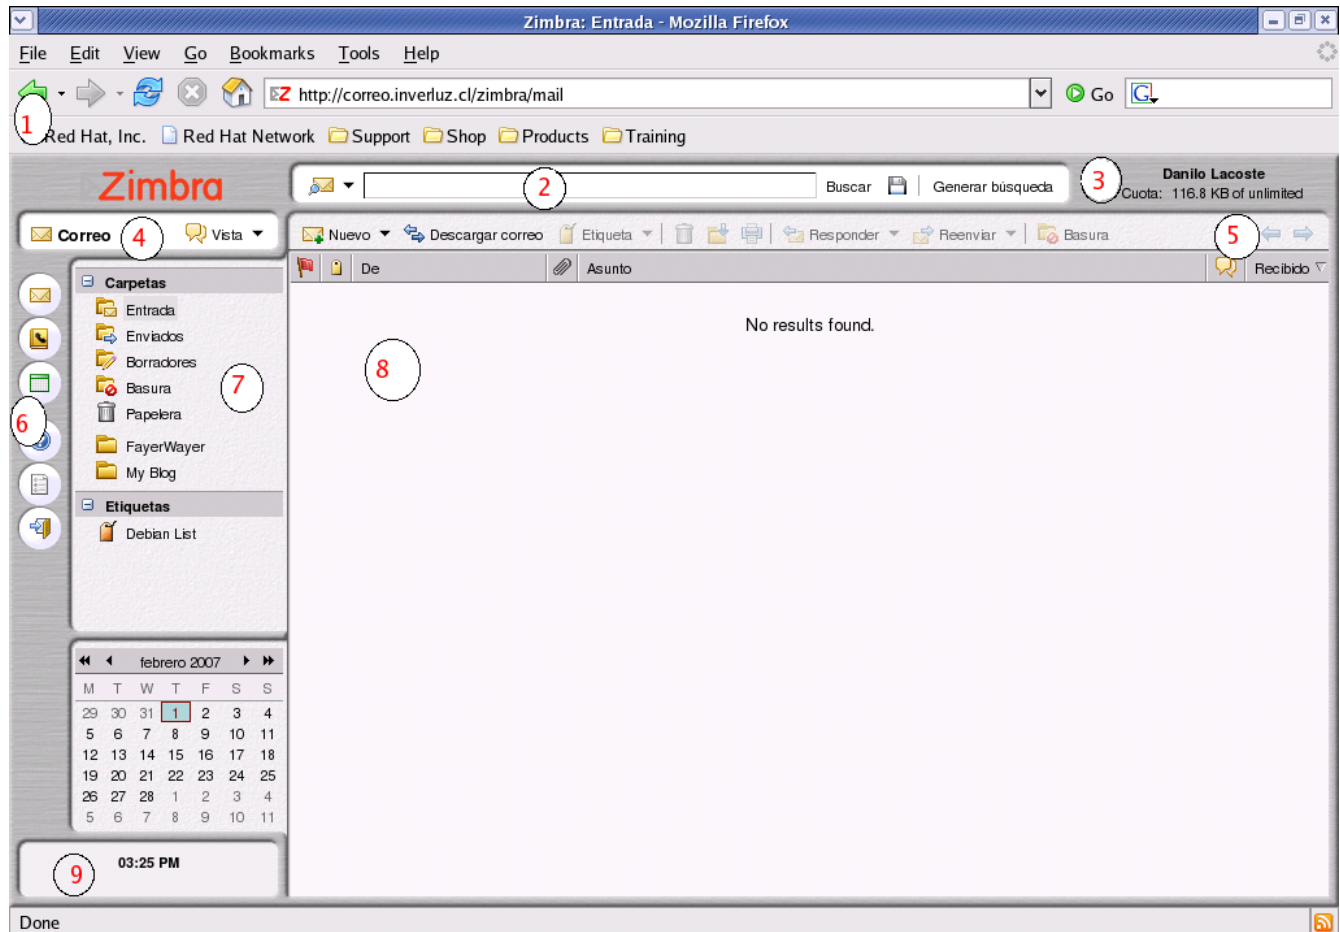 Zimbra: Entrada - Mozilla Firefox
File Edit View Go Bookmarks Tools Help
http://correo.inverluz.cl/zimbra/mail Go G
1 Red Hat, Inc. Red Hat Network Support Shop Products Training
Zimbra 2 Buscar Generar búsqueda 3 Danilo Lacoste
Cuota: 116.8 KB of unlimited
Correo 4 Vista Nuevo Descargar correo Etiqueta Responder Reenviar Basura 5
De Asunto Recibido
Carpetas
Entrada
No results found.
Enviados
Borradores
8
7
Basura
Papelera
6
FayerWayer
My Blog
Etiquetas
Debian List
febrero 2007
M T W T F S S
29 30 31 1 2 3 4
5 6 7 8 9 10 11
12 13 14 15 16 17 18
19 20 21 22 23 24 25
26 27 28 1 2 3 4
5 6 7 8 9 10 11
03:25 PM
9
Done